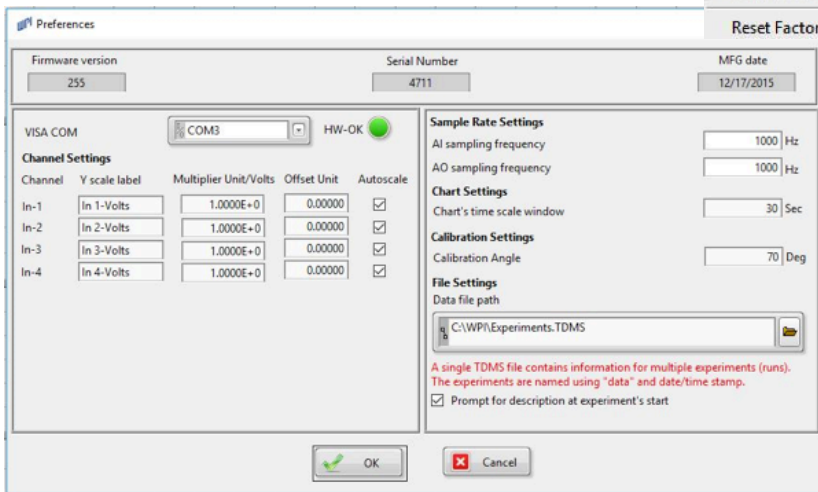 Reset Factor
Preferences
Firmware version Serial Number MFG date
255 4711 12/17/2015
VISA COM COM3 HW-OK
Channel Settings
Channel Y scale label Multiplier Unit/Volts Offset Unit Autoscale
In-1 In 1-Volts 1.0000E+0 0.00000
In-2 In 2-Volts 1.0000E+0 0.00000
In-3 In 3-Volts 1.0000E+0 0.00000
In-4 In 4-Volts 1.0000E+0 0.00000
Sample Rate Settings
AI sampling frequency 1000 Hz
AO sampling frequency 1000 Hz
Chart Settings
Chart's time scale window 30 Sec
Calibration Settings
Calibration Angle 70 Deg
File Settings
Data file path
C:\WPI\Experiments.TDMS
A single TDMS file contains information for multiple experiments (runs).
The experiments are named using "data" and date/time stamp.
Prompt for description at experiment's start
OK Cancel